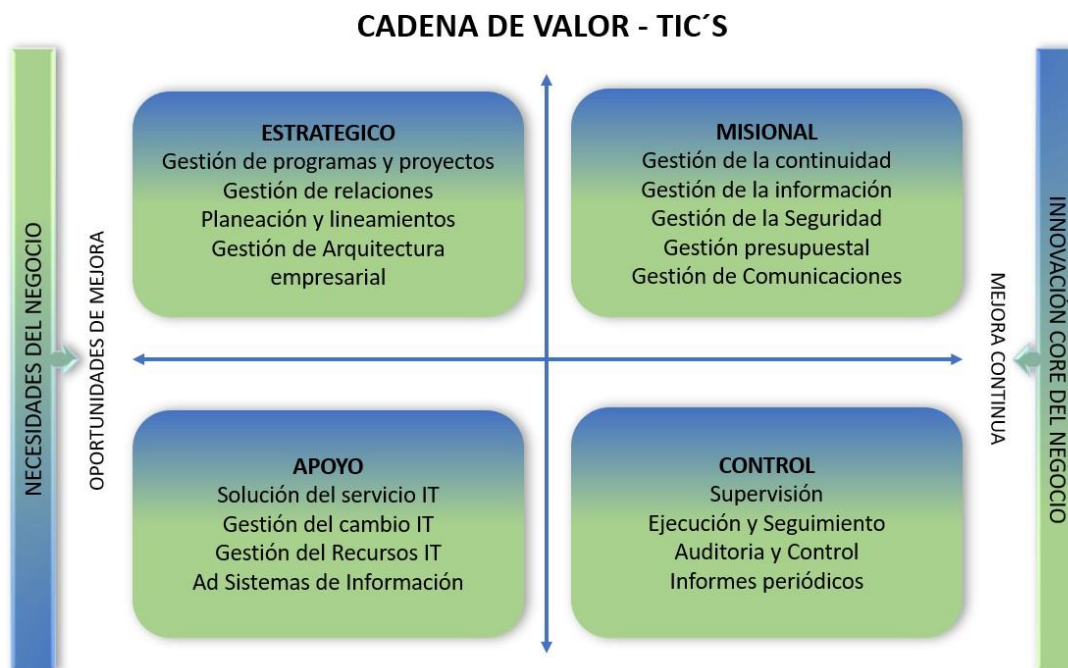 CADENA DE VALOR - TIC´S
NECESIDADES DEL NEGOCIO
OPORTUNIDADES DE MEJORA
ESTRATEGICO
Gestión de programas y proyectos
Gestión de relaciones
Planeación y lineamientos
Gestión de Arquitectura
empresarial
MISIONAL
Gestión de la continuidad
Gestión de la información
Gestión de la Seguridad
Gestión presupuestal
Gestión de Comunicaciones
APOYO
Solución del servicio IT
Gestión del cambio IT
Gestión del Recursos IT
Ad Sistemas de Información
CONTROL
Supervisión
Ejecución y Seguimiento
Auditoria y Control
Informes periódicos
MEJORA CONTINUA
INNOVACIÓN CORE DEL NEGOCIO